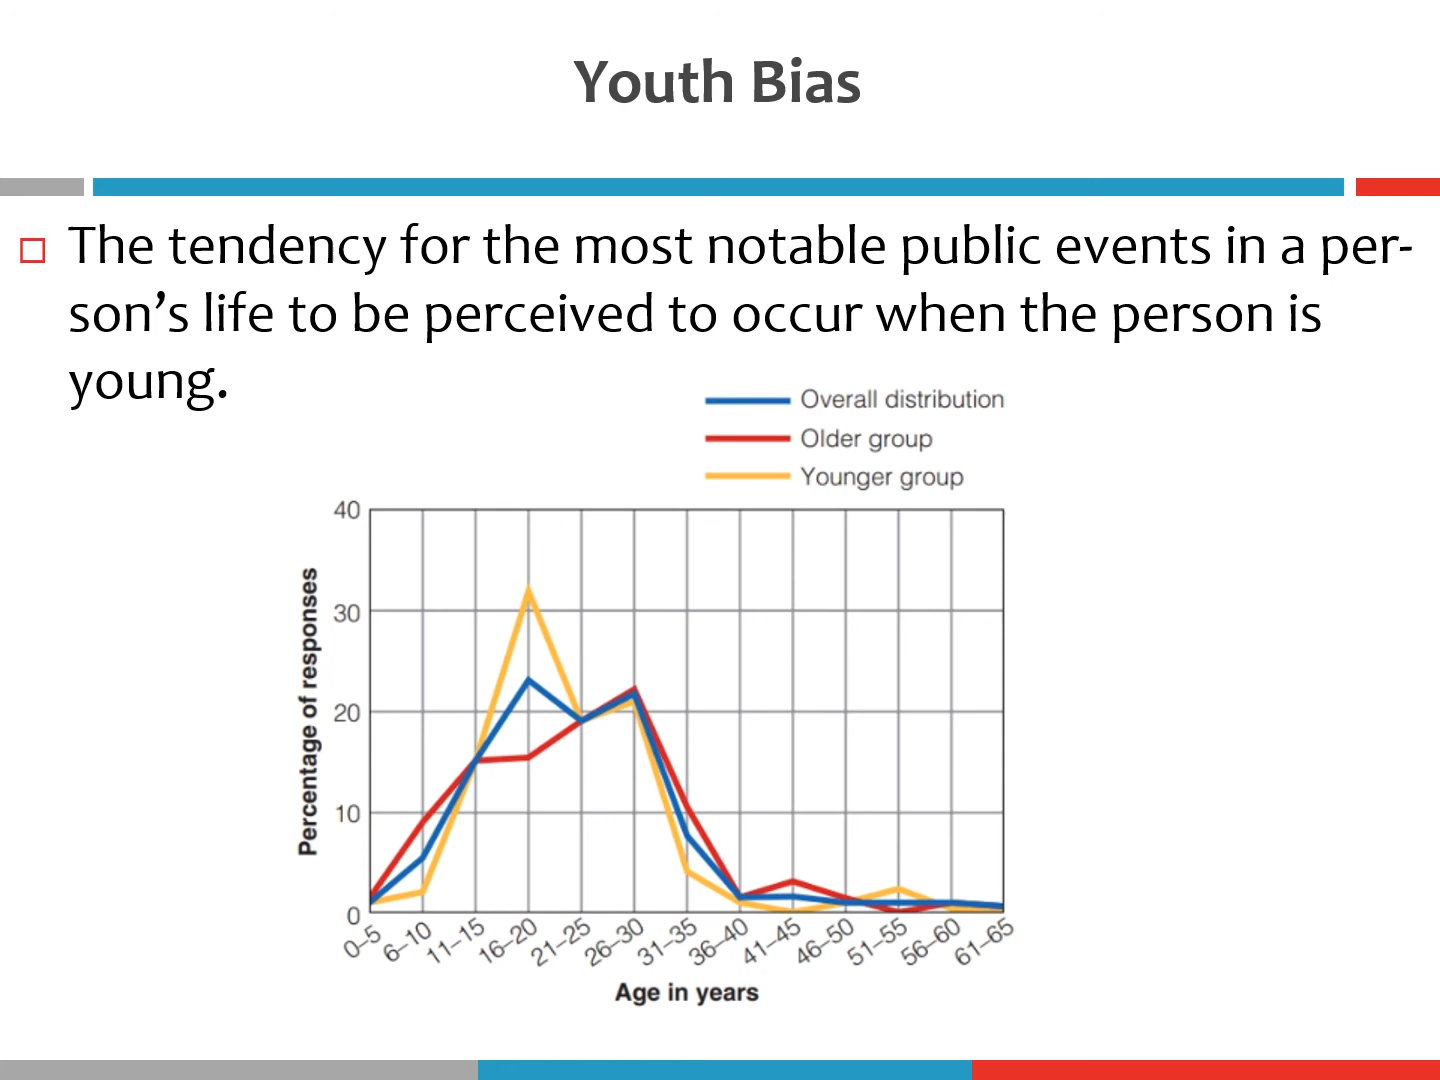 Youth Bias
The tendency for the most notable public events in a per-
son’s life to be perceived to occur when the person is
young.
Overall distribution
Older group
Younger group
40
30
20
10
0
Percentage of responses
0–5
6–10
11–15
16–20
21–25
26–30
31–35
36–40
41–45
46–50
51–55
56–60
61–65
Age in years